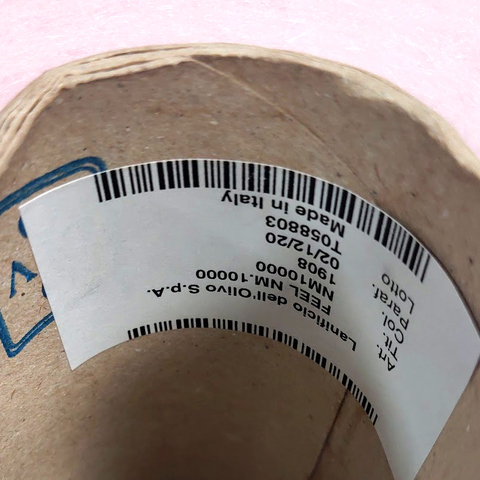 Lanificio dell'Olivo S.p.A.
Art. FEEL NM.10000
Tit. NM10000
Col. 1908
Paraf. 02/12/20
Lotto T058803
Made in Italy